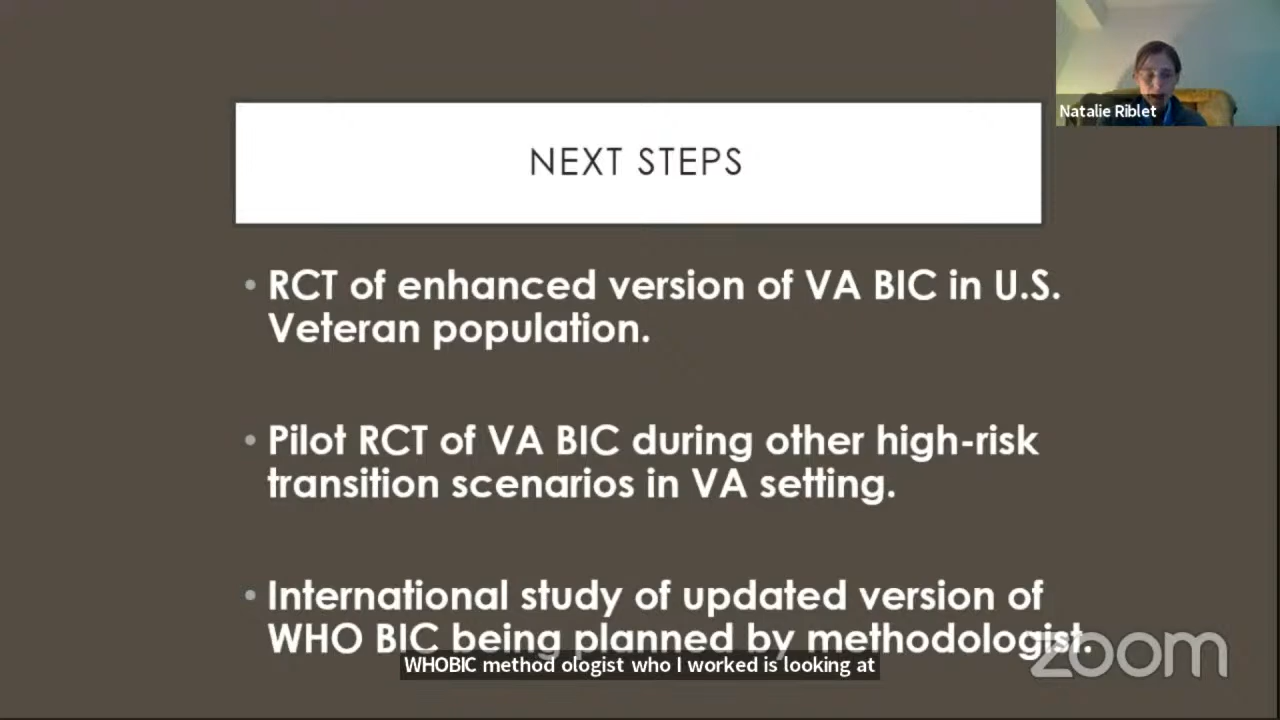 Natalie Riblet
NEXT STEPS
• RCT of enhanced version of VA BIC in U.S.
Veteran population.
• Pilot RCT of VA BIC during other high-risk
transition scenarios in VA setting.
• International study of updated version of
WHO BIC being planned by methodologist.
WHOBIC method ologist who I worked is looking at
zoom